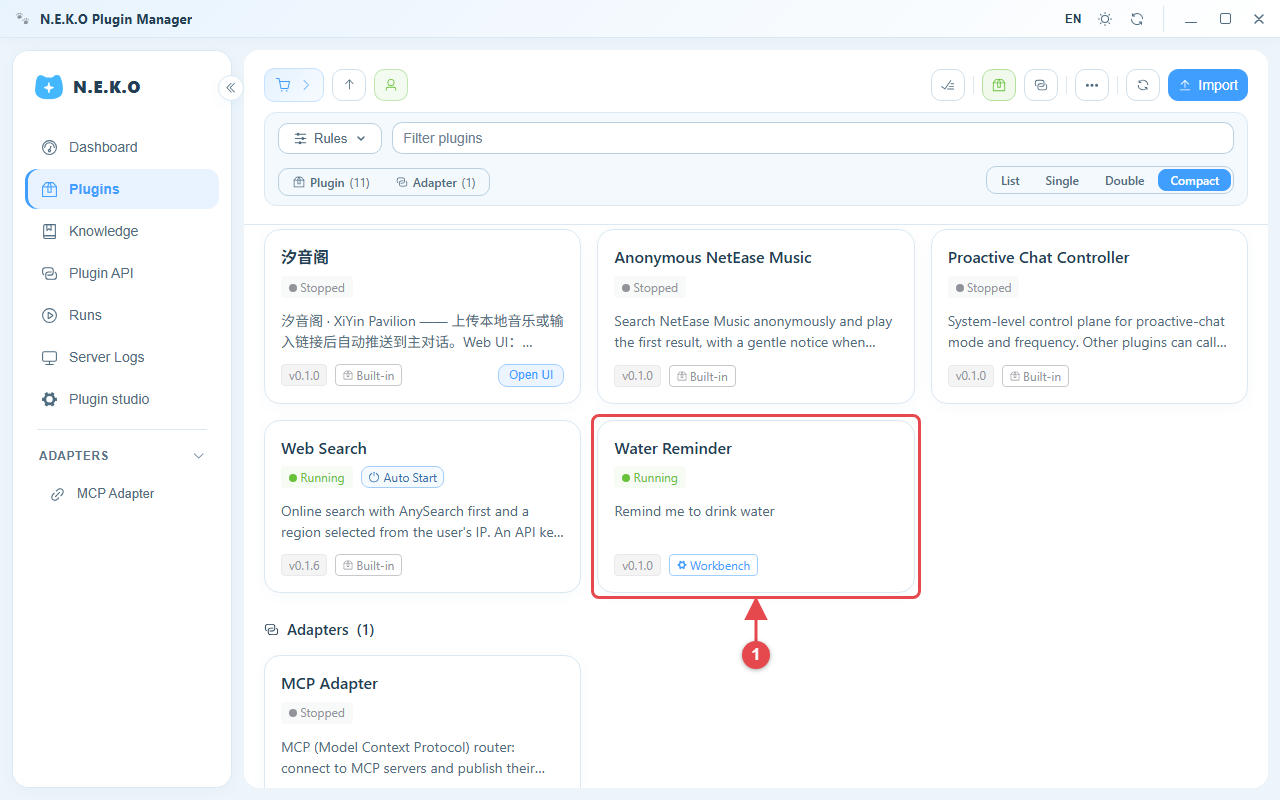 N.E.K.O Plugin Manager
EN
N.E.K.O
Dashboard
Plugins
Knowledge
Plugin API
Runs
Server Logs
Plugin studio
ADAPTERS
MCP Adapter
Import
Rules
Filter plugins
Plugin (11)
Adapter (1)
List
Single
Double
Compact
汐音阁
Stopped
汐音阁 · XiYin Pavilion —— 上传本地音乐或输
入链接后自动推送到主对话。Web UI：...
v0.1.0
Built-in
Open UI
Anonymous NetEase Music
Stopped
Search NetEase Music anonymously and play
the first result, with a gentle notice when...
v0.1.0
Built-in
Proactive Chat Controller
Stopped
System-level control plane for proactive-chat
mode and frequency. Other plugins can call...
v0.1.0
Built-in
Web Search
Running
Auto Start
Online search with AnySearch first and a
region selected from the user's IP. An API ke...
v0.1.6
Built-in
Water Reminder
Running
Remind me to drink water
v0.1.0
Workbench
1
Adapters (1)
MCP Adapter
Stopped
MCP (Model Context Protocol) router:
connect to MCP servers and publish their...